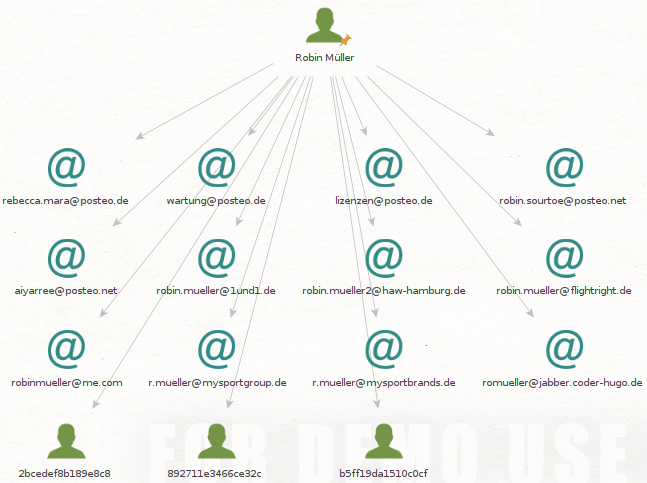 Robin Müller
rebecca.mara@posteo.de wartung@posteo.de lizenzen@posteo.de robin.sourtoe@posteo.net
aiyarree@posteo.net robin.mueller@1und1.de robin.mueller2@haw-hamburg.de robin.mueller@flightright.de
robinmueller@me.com r.mueller@mysportgroup.de r.mueller@mysportbrands.de romueller@jabber.coder-hugo.de
FOR DEMO USE
2bcedef8b189e8c8 892711e3466ce32c b5ff19da1510c0cf